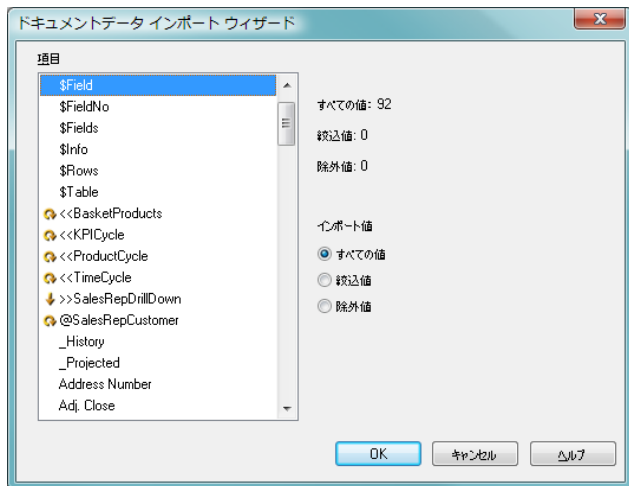 ドキュメントデータ インポート ウィザード
項目
$Field
$FieldNo
$Fields
$Info
$Rows
$Table
<<BasketProducts
<<KPICycle
<<ProductCycle
<<TimeCycle
>>SalesRepDrillDown
@SalesRepCustomer
_History
_Projected
Address Number
Adj. Close
すべての値: 92
絞込値: 0
除外値: 0
インポート値
すべての値
絞込値
除外値
OK
キャンセル
ヘルプ